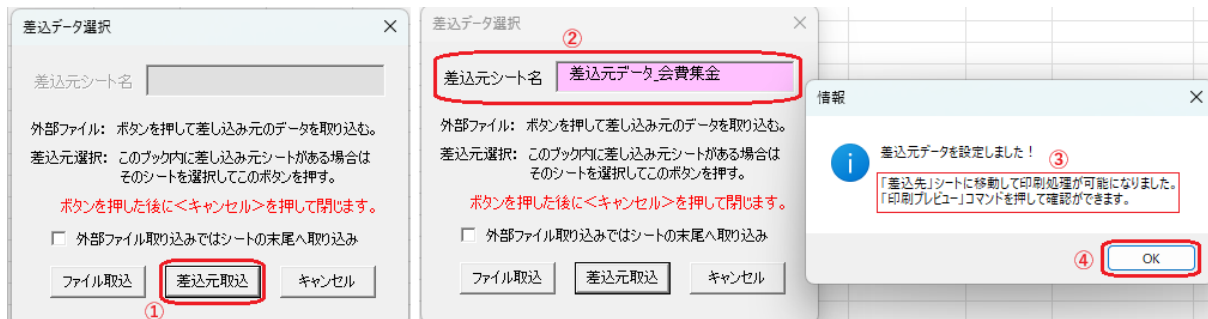 差込データ選択
差込元シート名
外部ファイル: ボタンを押して差し込み元のデータを取り込む。
差込元選択: このブック内に差し込み元シートがある場合は
そのシートを選択してこのボタンを押す。
ボタンを押した後に＜キャンセル＞を押して閉じます。
外部ファイル取り込みではシートの末尾へ取り込み
ファイル取込
差込元取込
キャンセル
①
差込データ選択
②
差込元シート名
差込元データ_会費集金
外部ファイル: ボタンを押して差し込み元のデータを取り込む。
差込元選択: このブック内に差し込み元シートがある場合は
そのシートを選択してこのボタンを押す。
ボタンを押した後に＜キャンセル＞を押して閉じます。
外部ファイル取り込みではシートの末尾へ取り込み
ファイル取込
差込元取込
キャンセル
情報
差込元データを設定しました！
③
「差込先」シートに移動して印刷処理が可能になりました。
「印刷プレビュー」コマンドを押して確認ができます。
④
OK